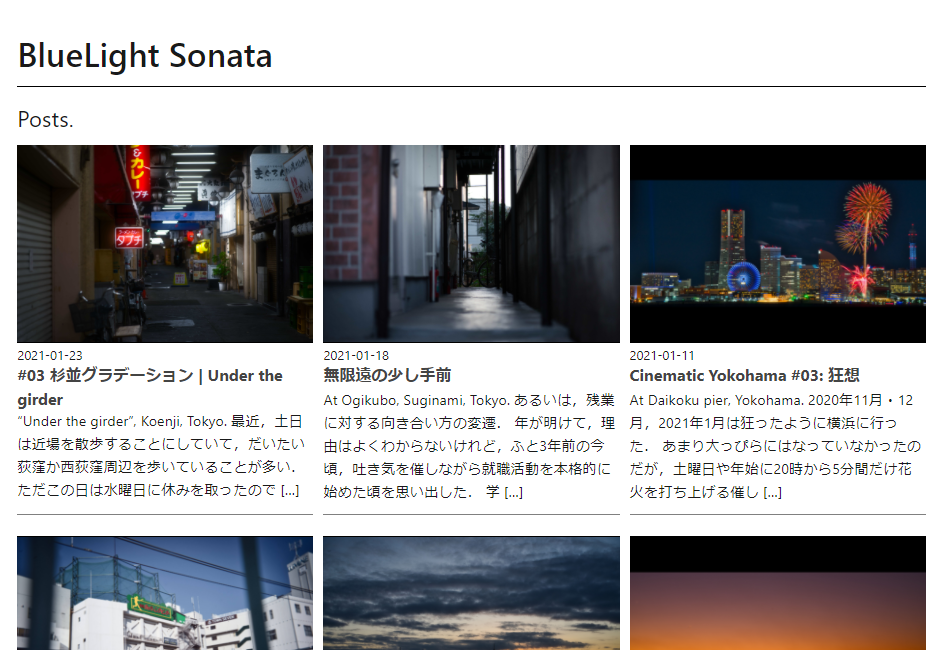 BlueLight Sonata
Posts.
&カレー
タブチ
2021-01-23
#03 杉並グラデーション | Under the
girder
“Under the girder”, Koenji, Tokyo. 最近，土日
は近場を散歩することにしていて，だいたい
荻窪か西荻窪周辺を歩いていることが多い．
ただこの日は水曜日に休みを取ったので [...]
2021-01-18
無限遠の少し手前
At Ogikubo, Suginami, Tokyo. あるいは，残業
に対する向き合い方の変遷． 年が明けて，理
由はよくわからないけれど，ふと3年前の今
頃，吐き気を催しながら就職活動を本格的に
始めた頃を思い出した． 学 [...]
2021-01-11
Cinematic Yokohama #03: 狂想
At Daikoku pier, Yokohama. 2020年11月・12
月，2021年1月は狂ったように横浜に行っ
た． あまり大っぴらにはなっていなかったの
だが，土曜日や年始に20時から5分間だけ花
火を打ち上げる催し [...]